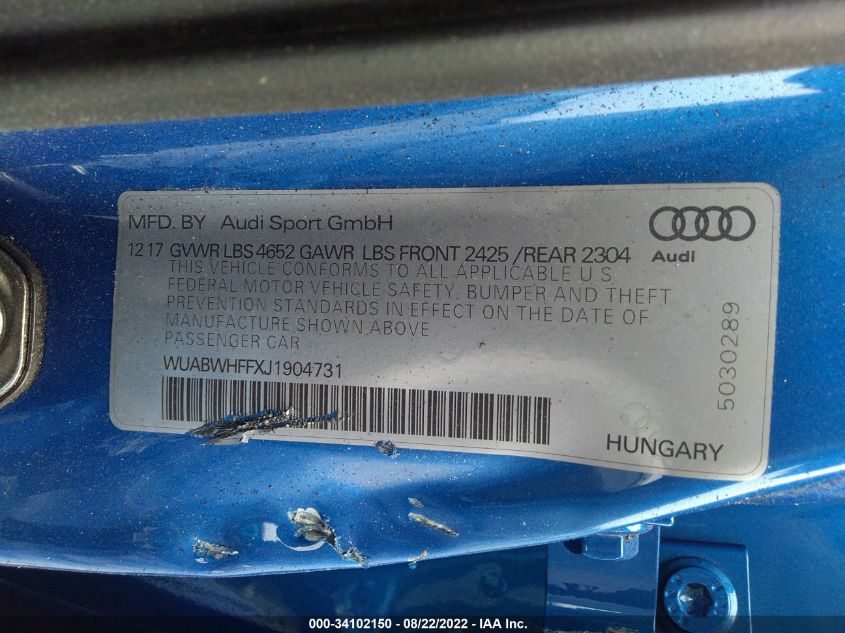 MFD. BY Audi Sport GmbH
12 17 GVWR LBS 4652 GAWR LBS FRONT 2425 /REAR 2304
Audi
THIS VEHICLE CONFORMS TO ALL APPLICABLE U S
FEDERAL MOTOR VEHICLE SAFETY, BUMPER AND THEFT
PREVENTION STANDARDS IN EFFECT ON THE DATE OF
MANUFACTURE SHOWN ABOVE
PASSENGER CAR
WUABWHFFXJ1904731
5030289
HUNGARY
000-34102150 - 08/22/2022 - IAA Inc.